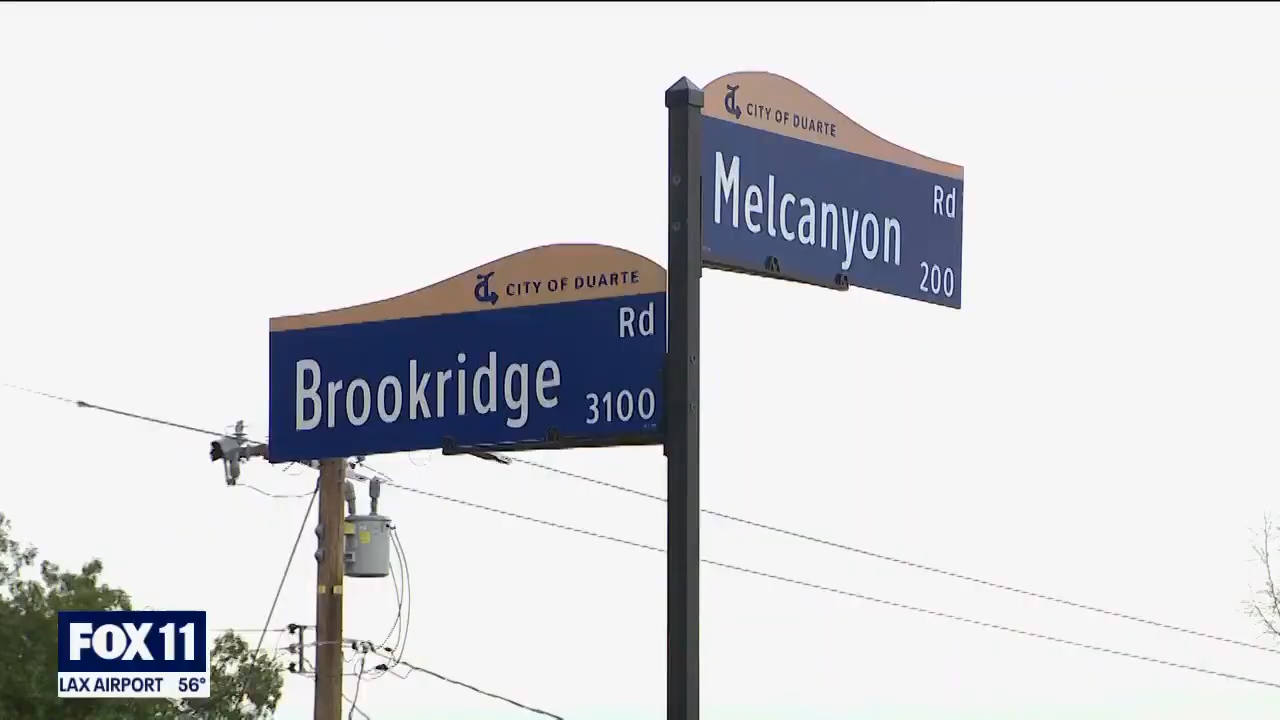 CITY OF DUARTE
Melcanyon Rd
200
CITY OF DUARTE
Brookridge Rd
3100
FOX 11
LAX AIRPORT 56°